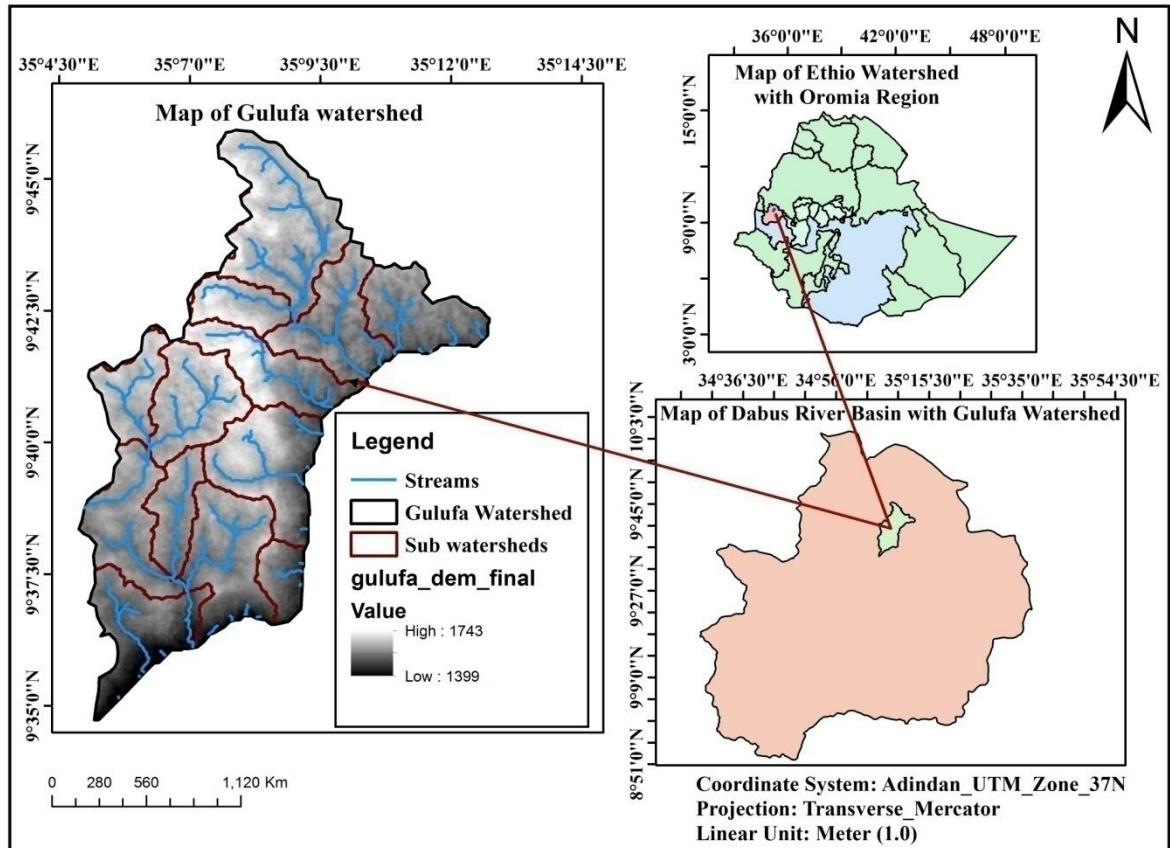 35°4'30"E 35°7'0"E 35°9'30"E 35°12'0"E 35°14'30"E
Map of Gulufa watershed
9°45'0"N
9°42'30"N
9°40'0"N
9°37'30"N
9°35'0"N
Legend
Streams
Gulufa Watershed
Sub watersheds
gulufa_dem_final
Value
High : 1743
Low : 1399
0 280 560 1,120 Km
36°0'0"E 42°0'0"E 48°0'0"E
Map of Ethio Watershed
with Oromia Region
15°0'0"N
9°0'0"N
3°0'0"N
N
34°36'30"E 35°15'30"E 35°35'0"E 35°54'30"E
Map of Dabus River Basin with Gulufa Watershed
10°3'0"N
9°45'0"N
9°27'0"N
9°9'0"N
8°51'0"N
Coordinate System: Adindan_UTM_Zone_37N
Projection: Transverse_Mercator
Linear Unit: Meter (1.0)